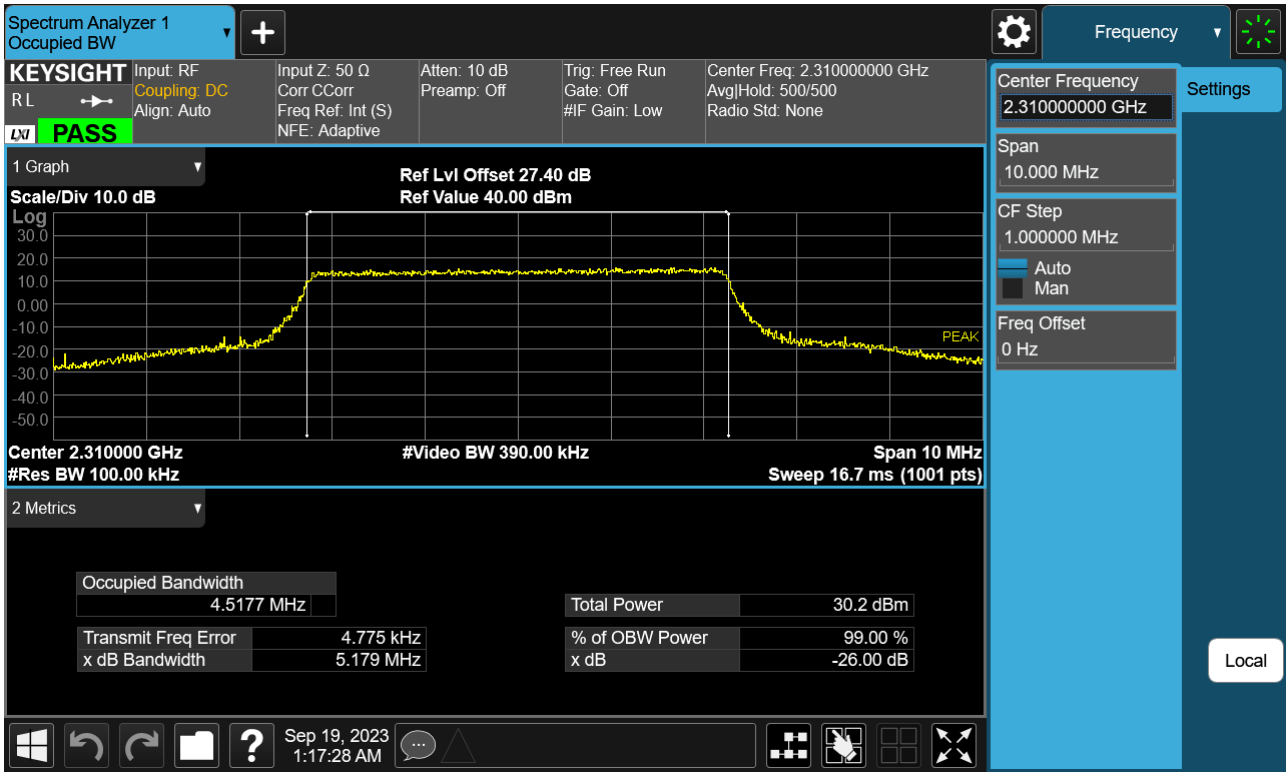 Spectrum Analyzer 1
Occupied BW
Frequency
KEYSIGHT
R L
LXI
PASS
Input: RF
Coupling: DC
Align: Auto
Input Z: 50 Ω
Corr CCorr
Freq Ref: Int (S)
NFE: Adaptive
Atten: 10 dB
Preamp: Off
Trig: Free Run
Gate: Off
#IF Gain: Low
Center Freq: 2.310000000 GHz
Avg|Hold: 500/500
Radio Std: None
Center Frequency
2.310000000 GHz
Settings
Span
10.000 MHz
CF Step
1.000000 MHz
Auto
Man
Freq Offset
0 Hz
Local
1 Graph
Scale/Div 10.0 dB
Ref Lvl Offset 27.40 dB
Ref Value 40.00 dBm
Log
30.0
20.0
10.0
0.00
-10.0
-20.0
-30.0
-40.0
-50.0
PEAK
Center 2.310000 GHz
#Video BW 390.00 kHz
Span 10 MHz
#Res BW 100.00 kHz
Sweep 16.7 ms (1001 pts)
2 Metrics
Occupied Bandwidth
4.5177 MHz
Total Power 30.2 dBm
Transmit Freq Error 4.775 kHz
% of OBW Power 99.00 %
x dB Bandwidth 5.179 MHz
x dB -26.00 dB
?
Sep 19, 2023
1:17:28 AM